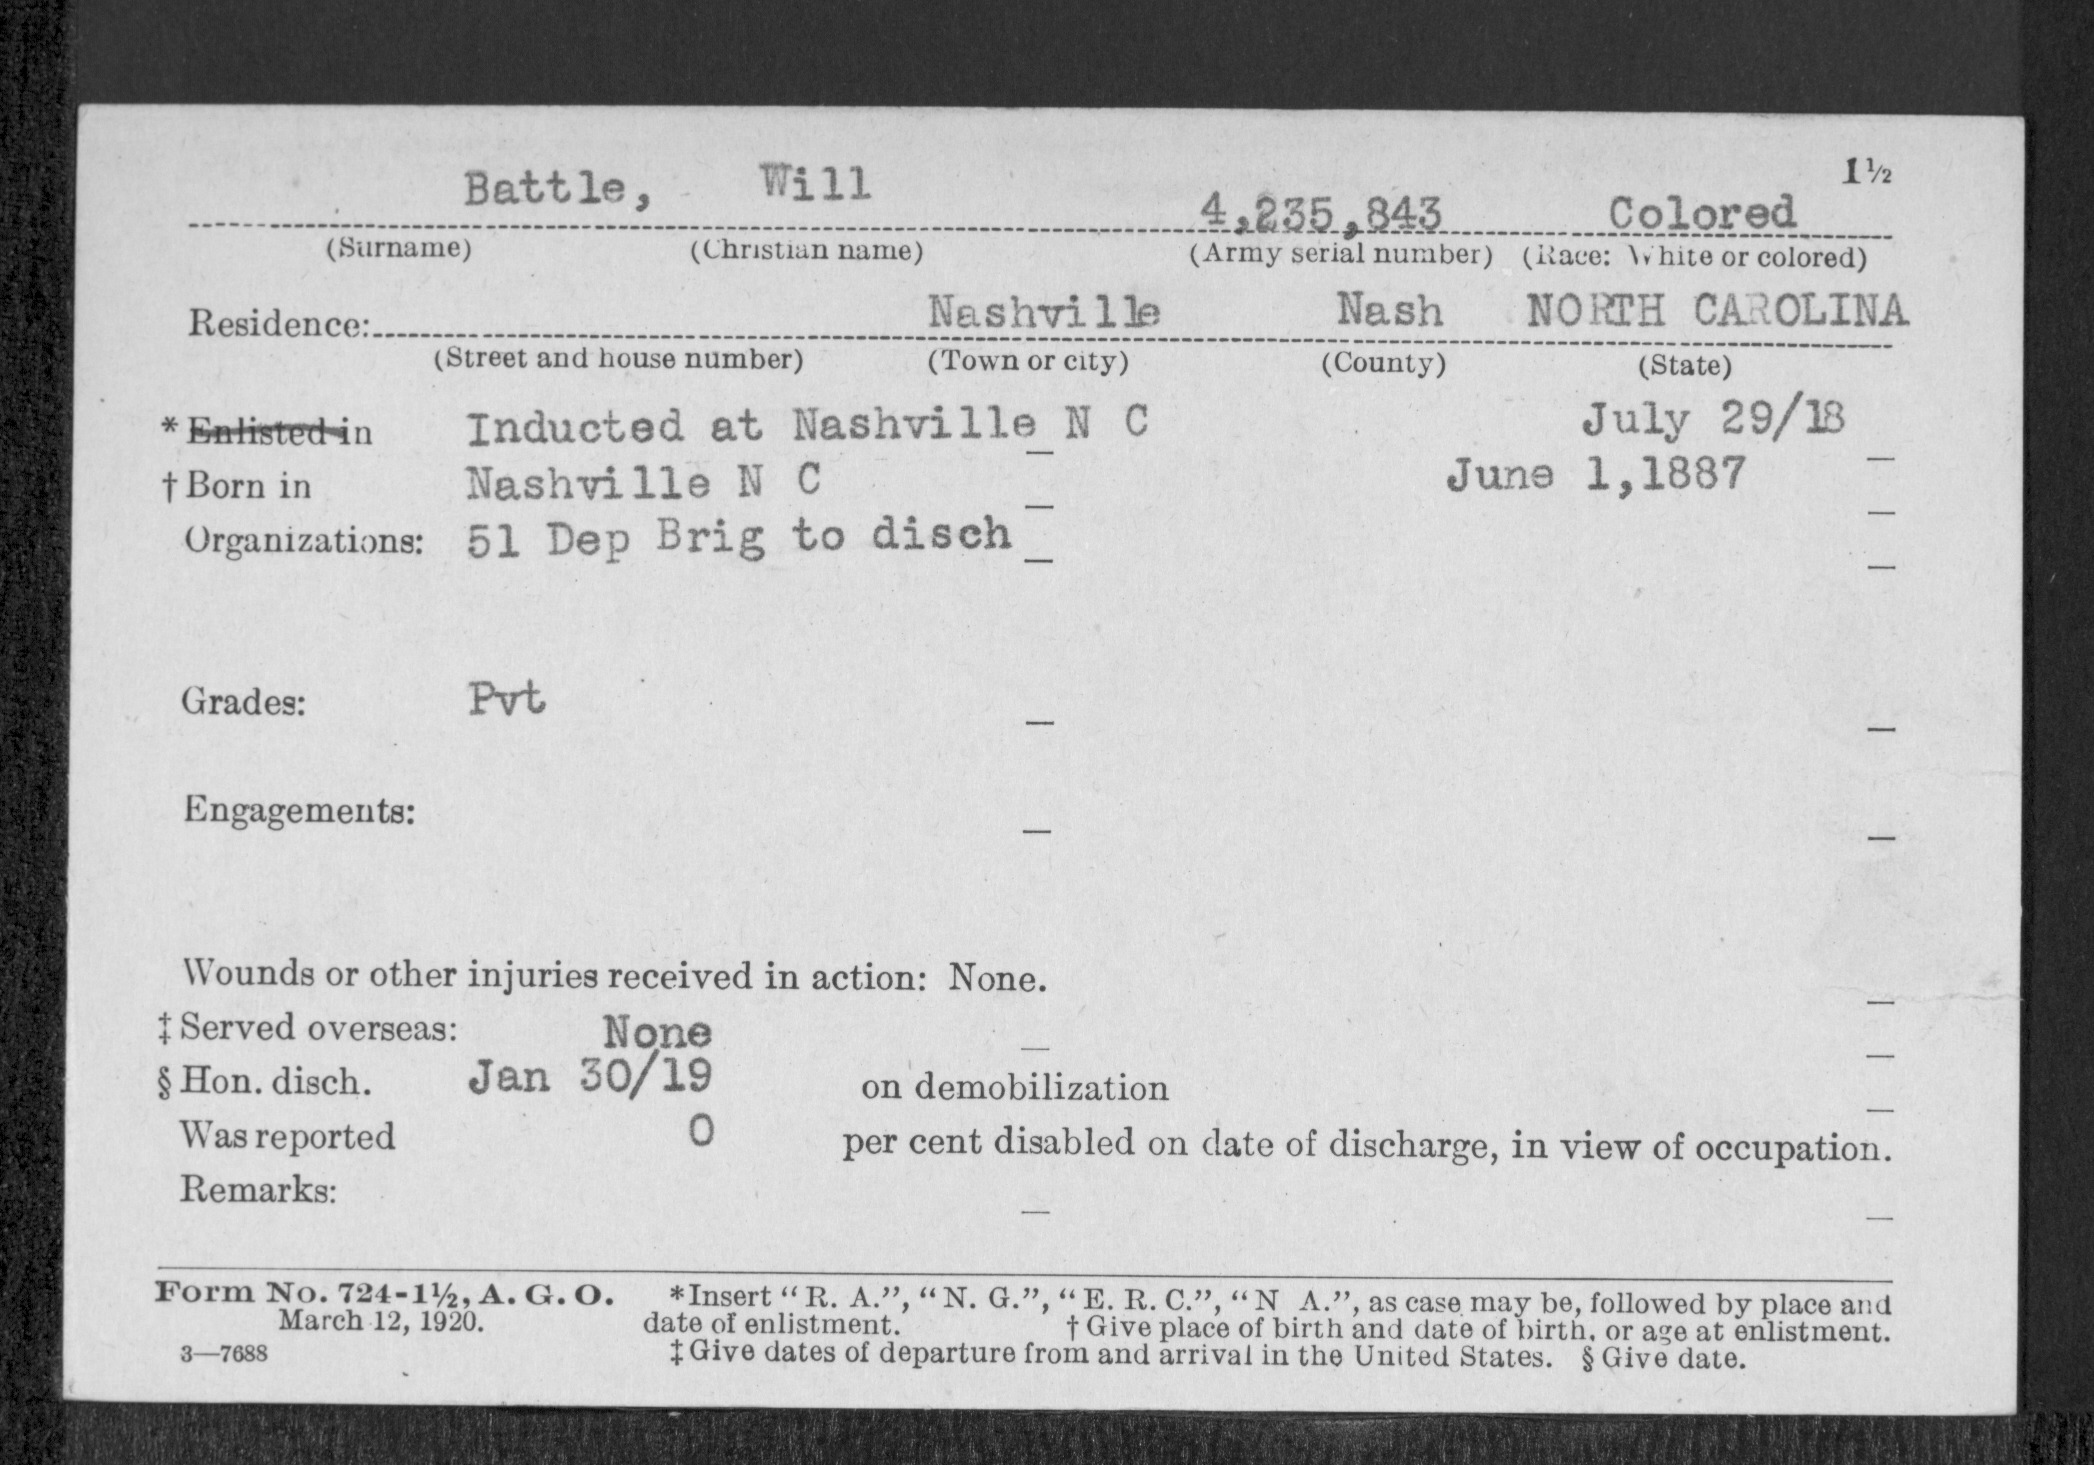 1½
Battle, Will 4,235,843 Colored
(Surname) (Christian name) (Army serial number) (Race: White or colored)
Residence: Nashville Nash NORTH CAROLINA
(Street and house number) (Town or city) (County) (State)
* Enlisted in Inducted at Nashville N C July 29/18
† Born in Nashville N C June 1,1887
Organizations: 51 Dep Brig to disch
Grades: Pvt
Engagements:
Wounds or other injuries received in action: None.
‡ Served overseas: None
§ Hon. disch. Jan 30/19 on demobilization
Was reported 0 per cent disabled on date of discharge, in view of occupation.
Remarks:
Form No. 724-1½, A. G. O. *Insert "R. A.", "N. G.", "E. R. C.", "N A.", as case may be, followed by place and
March 12, 1920. date of enlistment. † Give place of birth and date of birth, or age at enlistment.
3—7688 ‡ Give dates of departure from and arrival in the United States. § Give date.